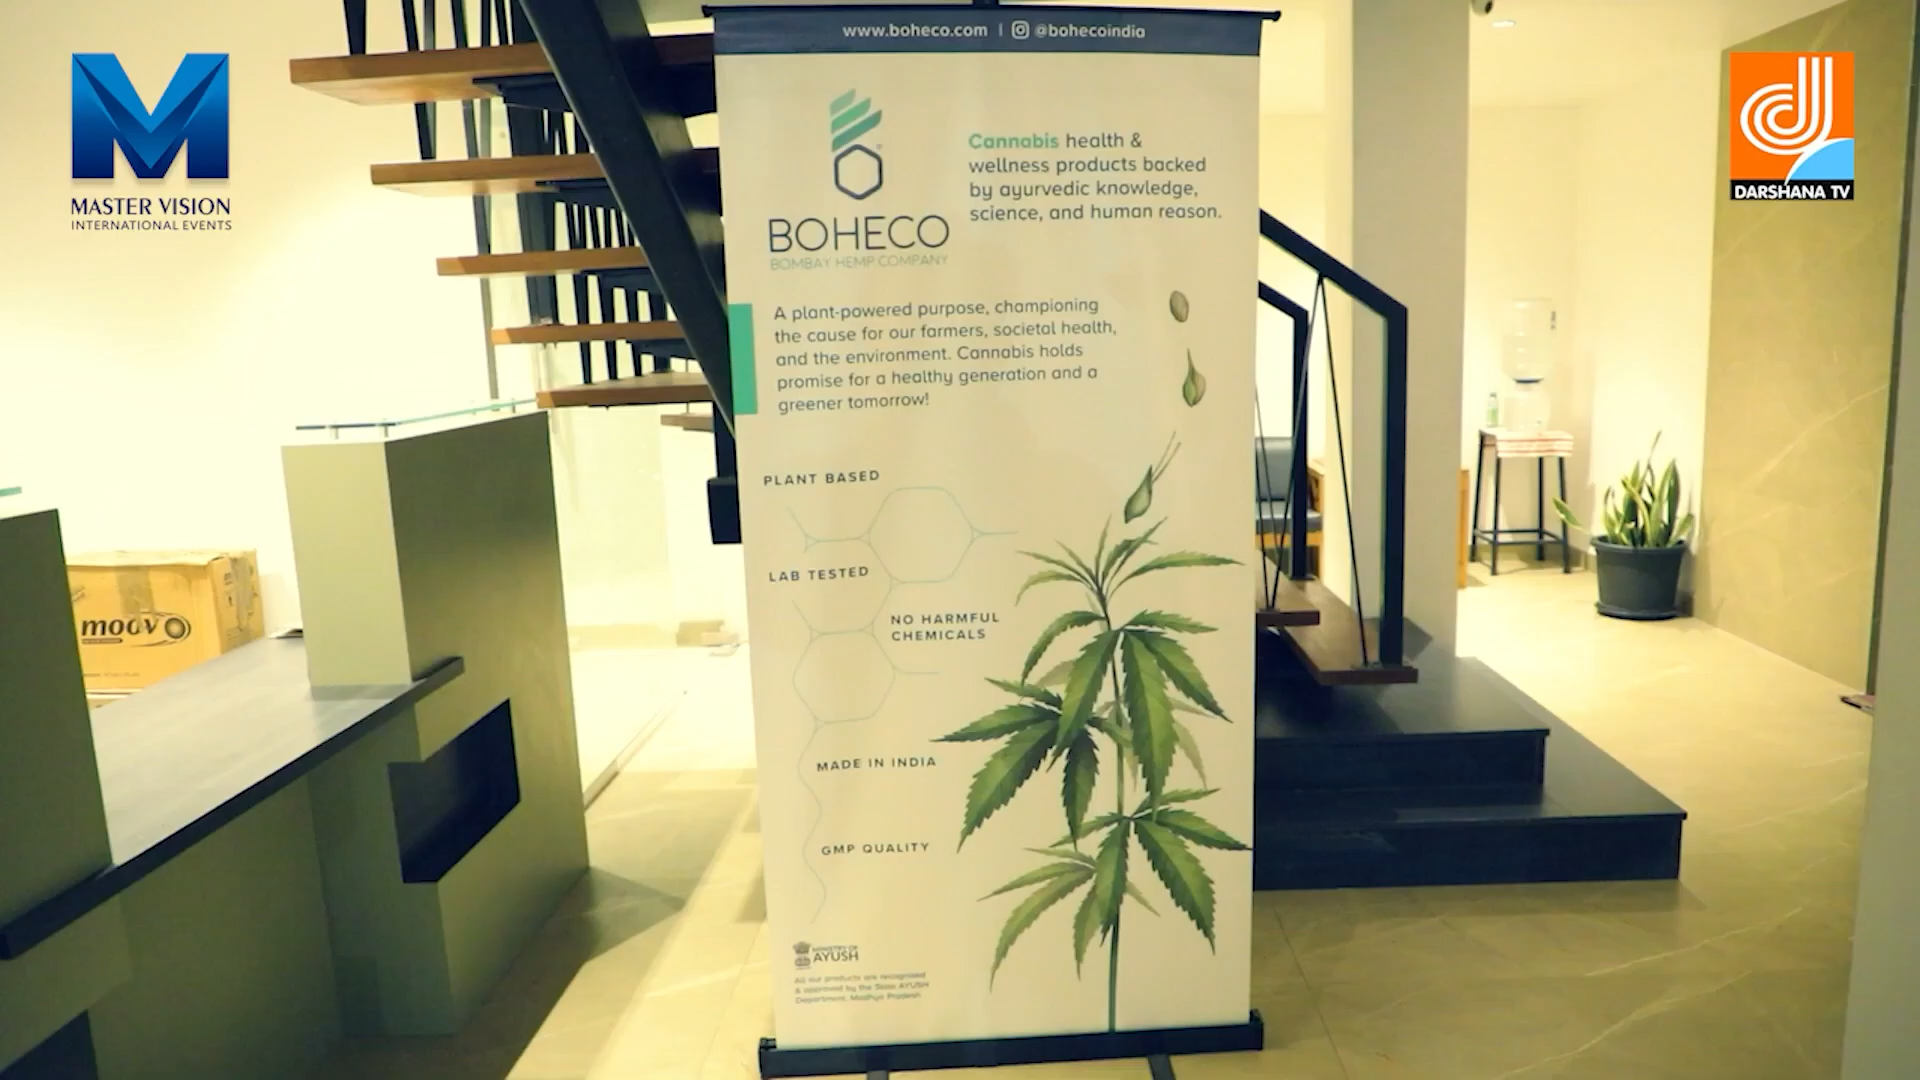 www.boheco.com | @bohecoindia
MASTER VISION
INTERNATIONAL EVENTS
DARSHANA TV
BOHECO
BOMBAY HEMP COMPANY
Cannabis health &
wellness products backed
by ayurvedic knowledge,
science, and human reason.
A plant-powered purpose, championing
the cause for our farmers, societal health,
and the environment. Cannabis holds
promise for a healthy generation and a
greener tomorrow!
PLANT BASED
LAB TESTED
NO HARMFUL
CHEMICALS
MADE IN INDIA
GMP QUALITY
MINISTRY OF
AYUSH
All our products are recognised
& approved by the State AYUSH
Department, Madhya Pradesh
moov